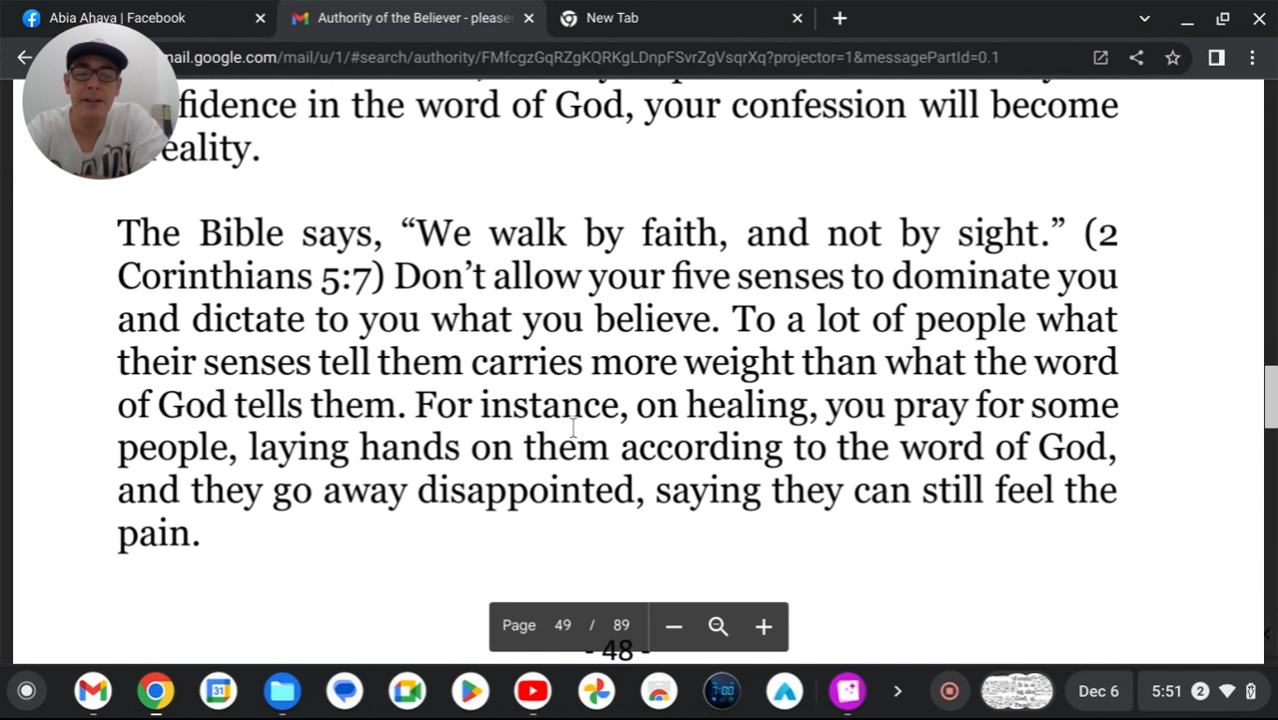 Abia Ahava | Facebook
Authority of the Believer - please
New Tab
ail.google.com/mail/u/1/#search/authority/FMfcgzGqRZgKQRKgLDnpFSvrZgVsqrXq?projector=1&messagePartId=0.1
fidence in the word of God, your confession will become
reality.
The Bible says, “We walk by faith, and not by sight.” (2
Corinthians 5:7) Don’t allow your five senses to dominate you
and dictate to you what you believe. To a lot of people what
their senses tell them carries more weight than what the word
of God tells them. For instance, on healing, you pray for some
people, laying hands on them according to the word of God,
and they go away disappointed, saying they can still feel the
pain.
Page 49 / 89
- 48 -
31
7:00
Dec 6
5:51
2